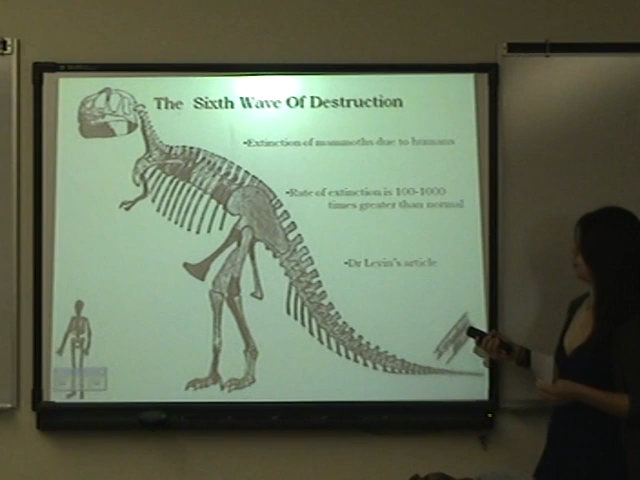 The Sixth Wave Of Destruction
•Extinction of mammoths due to humans
•Rate of extinction is 100-1000
times greater than normal
•Dr Levin's article